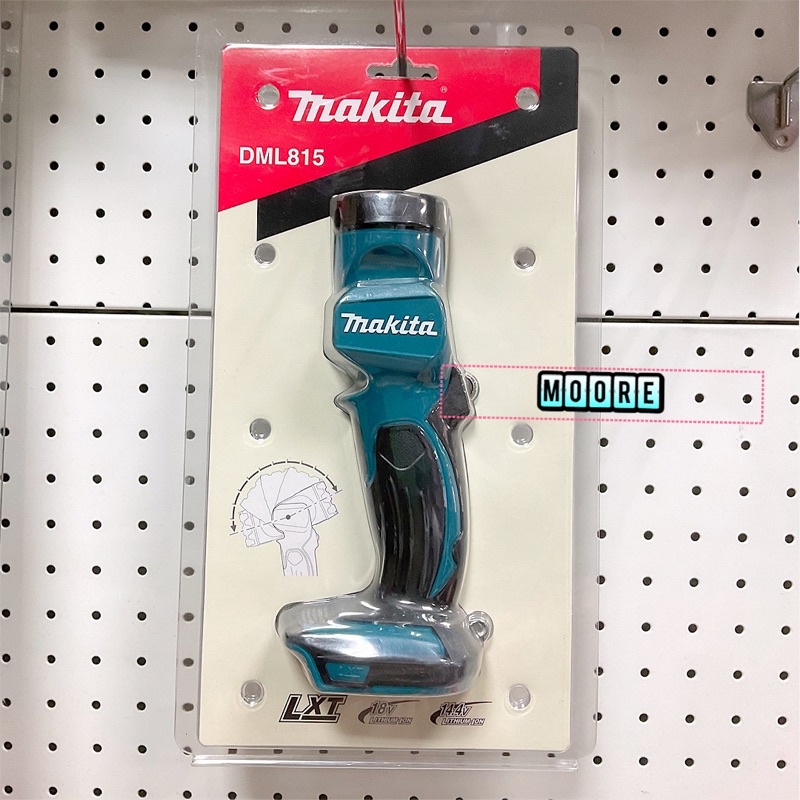 makita®
DML815
makita
MOORE
LXT
18V
LITHIUM-ION
14.4V
LITHIUM-ION